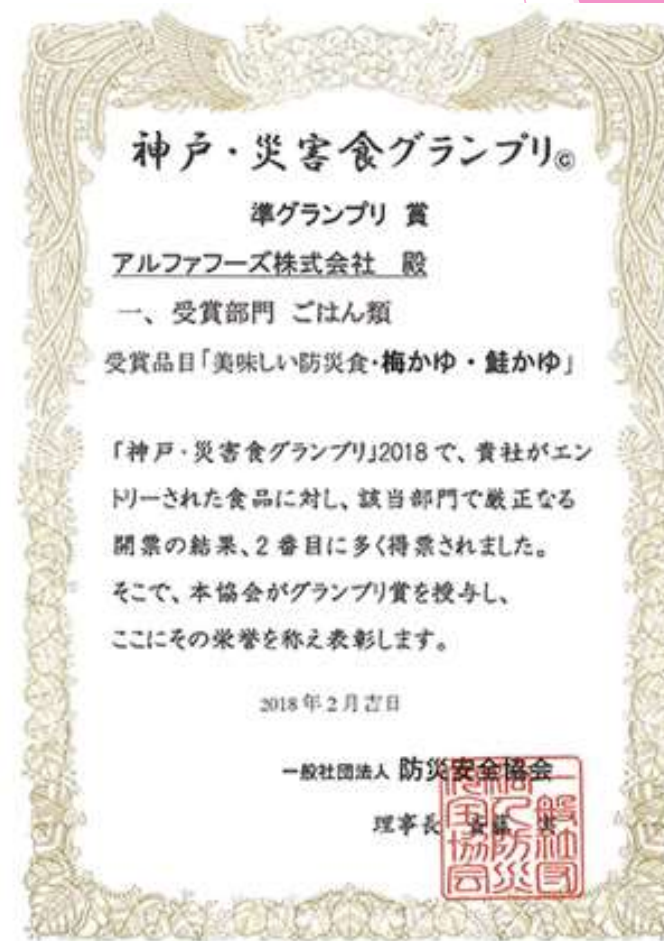 神戸・災害食グランプリ©
準グランプリ 賞
アルファフーズ株式会社 殿
一、受賞部門 ごはん類
受賞品目「美味しい防災食・梅かゆ・鮭かゆ」
「神戸・災害食グランプリ」2018で、貴社がエン
トリーされた食品に対し、該当部門で厳正なる
開票の結果、2番目に多く得票されました。
そこで、本協会がグランプリ賞を授与し、
ここにその栄誉を称え表彰します。
2018年2月吉日
一般社団法人 防災安全協会
理事長